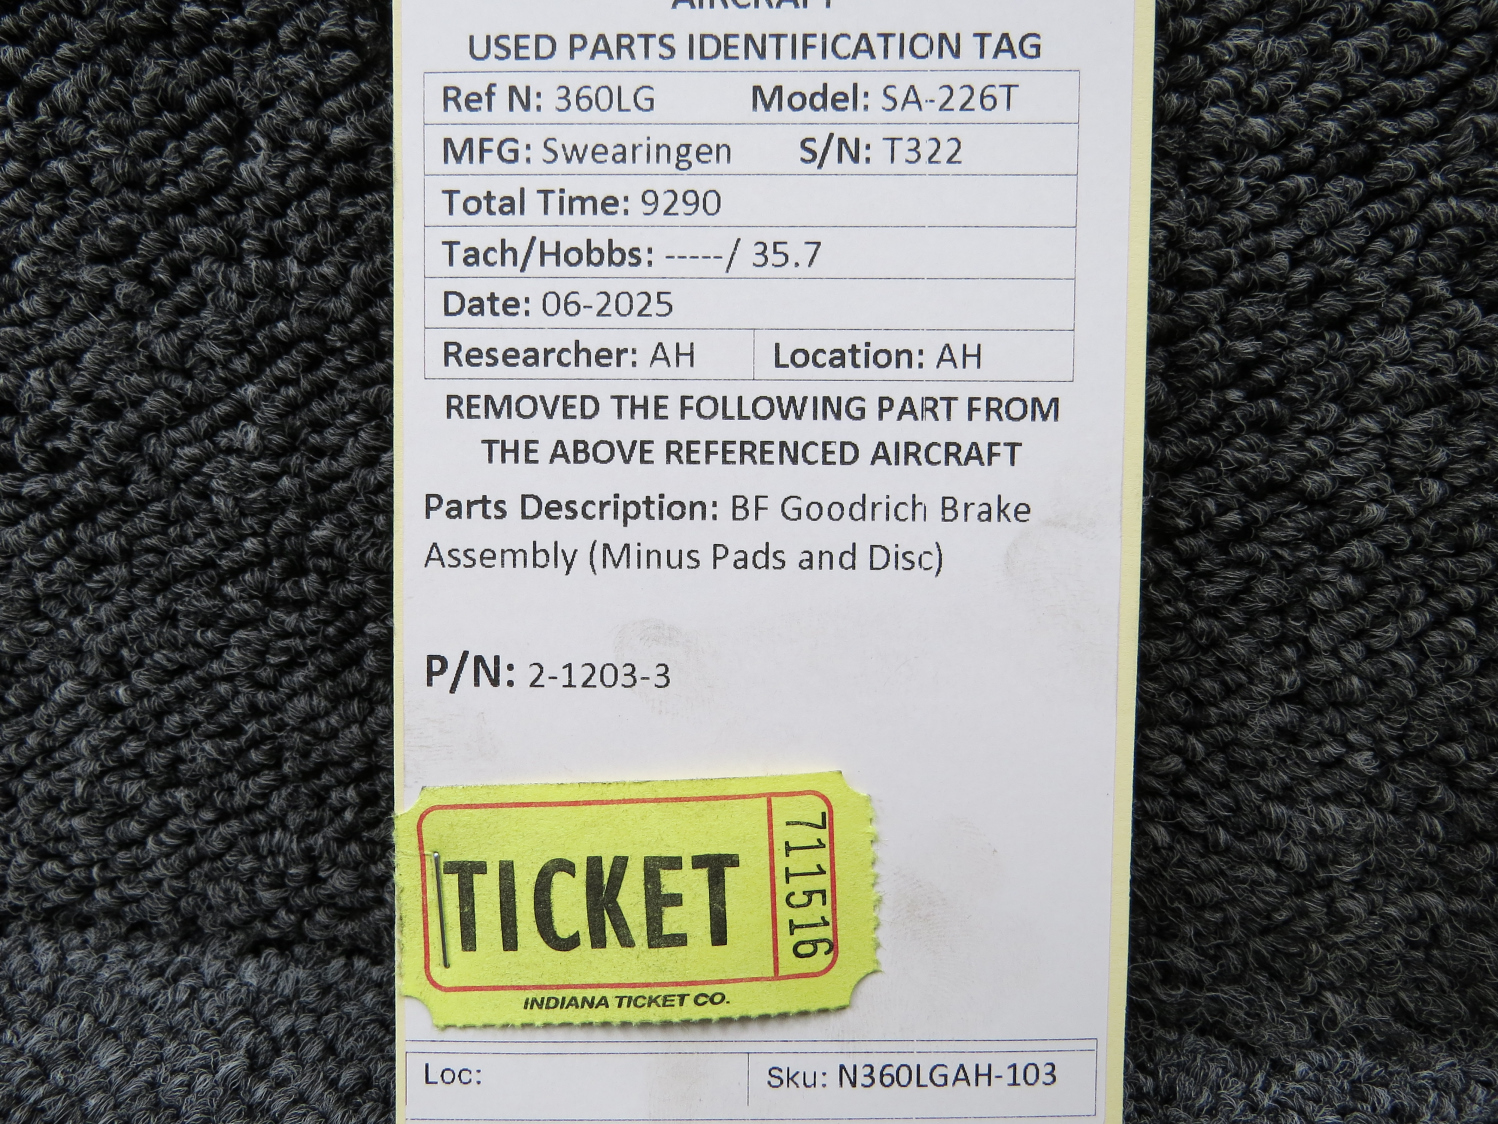 AIRCRAFT
USED PARTS IDENTIFICATION TAG
Ref N: 360LG Model: SA-226T
MFG: Swearingen S/N: T322
Total Time: 9290
Tach/Hobbs: -----/ 35.7
Date: 06-2025
Researcher: AH Location: AH
REMOVED THE FOLLOWING PART FROM
THE ABOVE REFERENCED AIRCRAFT
Parts Description: BF Goodrich Brake
Assembly (Minus Pads and Disc)
P/N: 2-1203-3
TICKET
711516
INDIANA TICKET CO.
Loc: Sku: N360LGAH-103